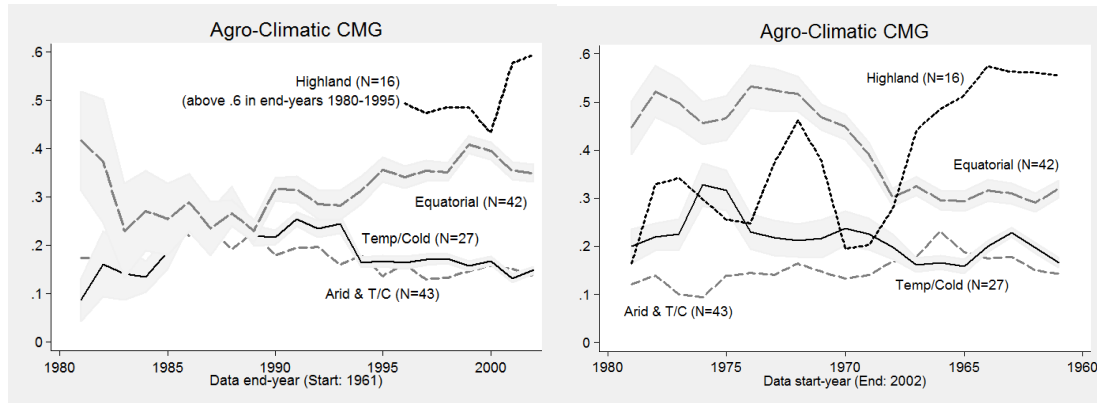 Agro-Climatic CMG
.6
.5
.4
.3
.2
.1
0
Highland (N=16)
(above .6 in end-years 1980-1995)
Equatorial (N=42)
Temp/Cold (N=27)
Arid & T/C (N=43)
1980 1985 1990 1995 2000
Data end-year (Start: 1961)
Agro-Climatic CMG
.6
.5
.4
.3
.2
.1
0
Highland (N=16)
Equatorial (N=42)
Temp/Cold (N=27)
Arid & T/C (N=43)
1980 1975 1970 1965 1960
Data start-year (End: 2002)